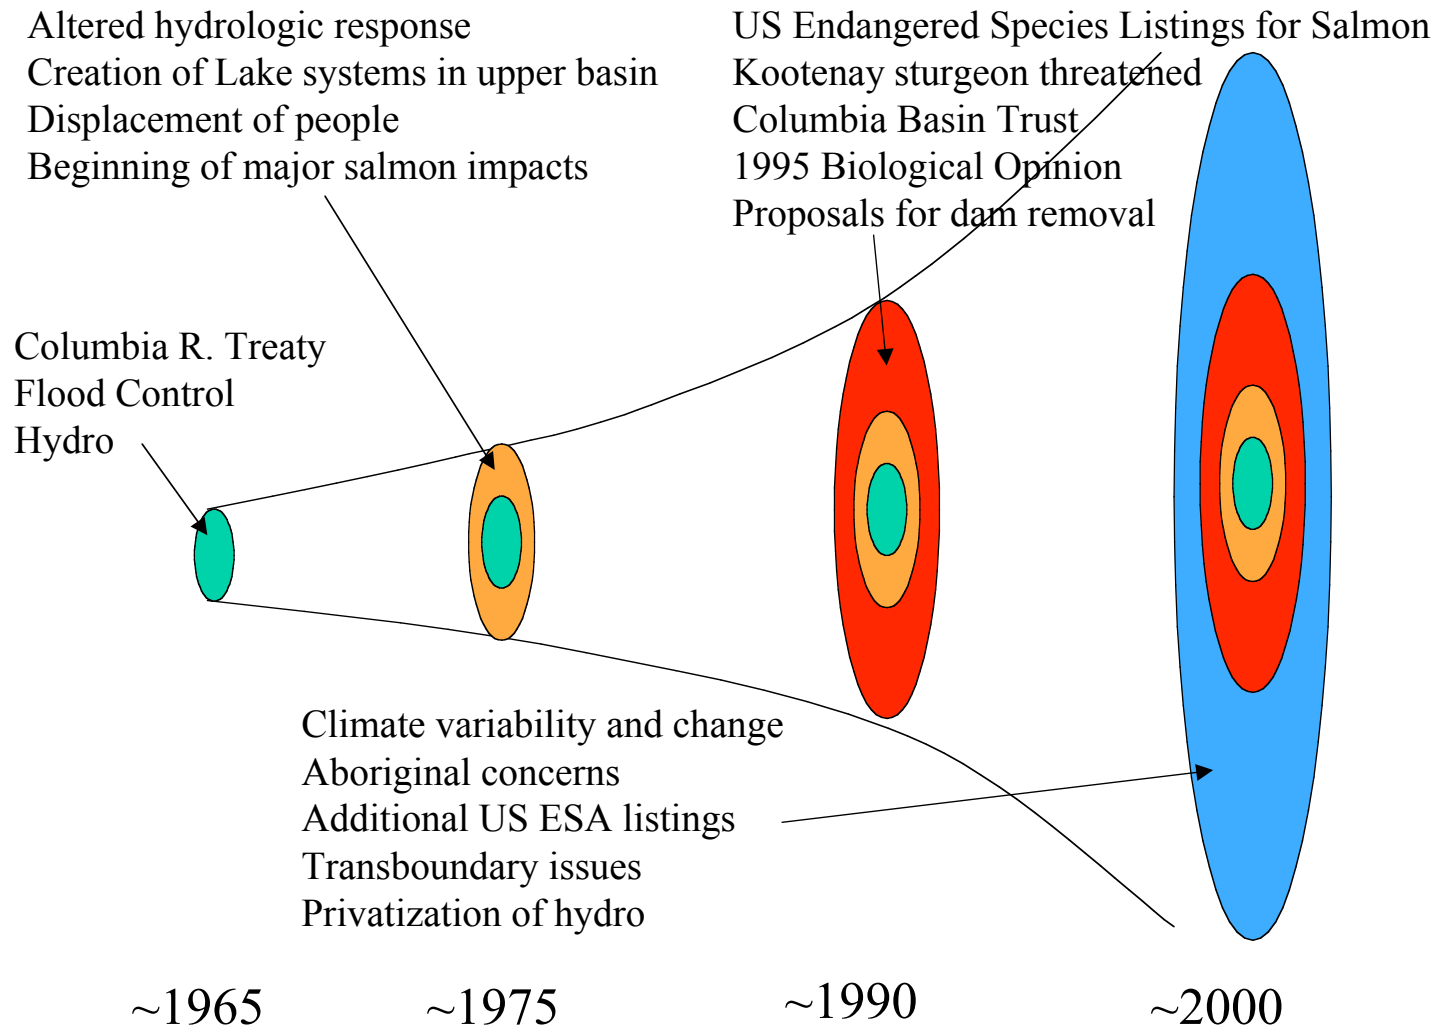 Altered hydrologic response
Creation of Lake systems in upper basin
Displacement of people
Beginning of major salmon impacts
US Endangered Species Listings for Salmon
Kootenay sturgeon threatened
Columbia Basin Trust
1995 Biological Opinion
Proposals for dam removal
Columbia R. Treaty
Flood Control
Hydro
Climate variability and change
Aboriginal concerns
Additional US ESA listings
Transboundary issues
Privatization of hydro
~1965
~1975
~1990
~2000